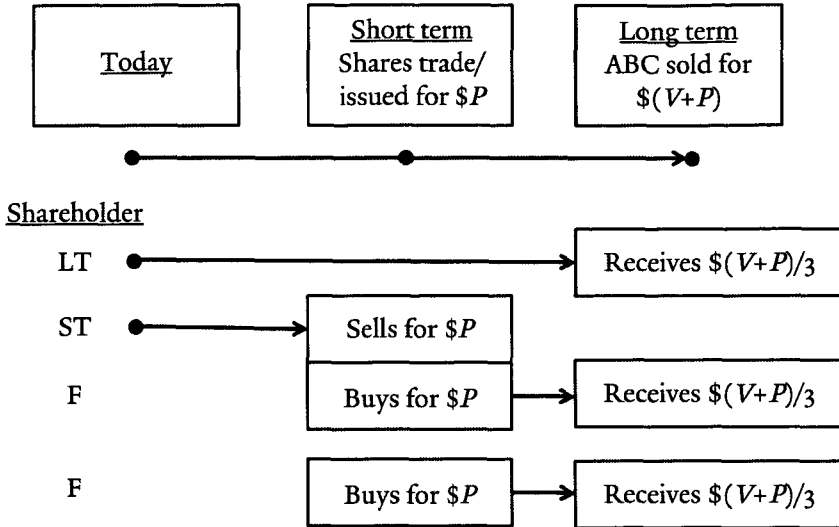 Today
Short term
Shares trade/
issued for $P
Long term
ABC sold for
$(V+P)
Shareholder
LT
Receives $(V+P)/3
ST
Sells for $P
F
Buys for $P
Receives $(V+P)/3
F
Buys for $P
Receives $(V+P)/3